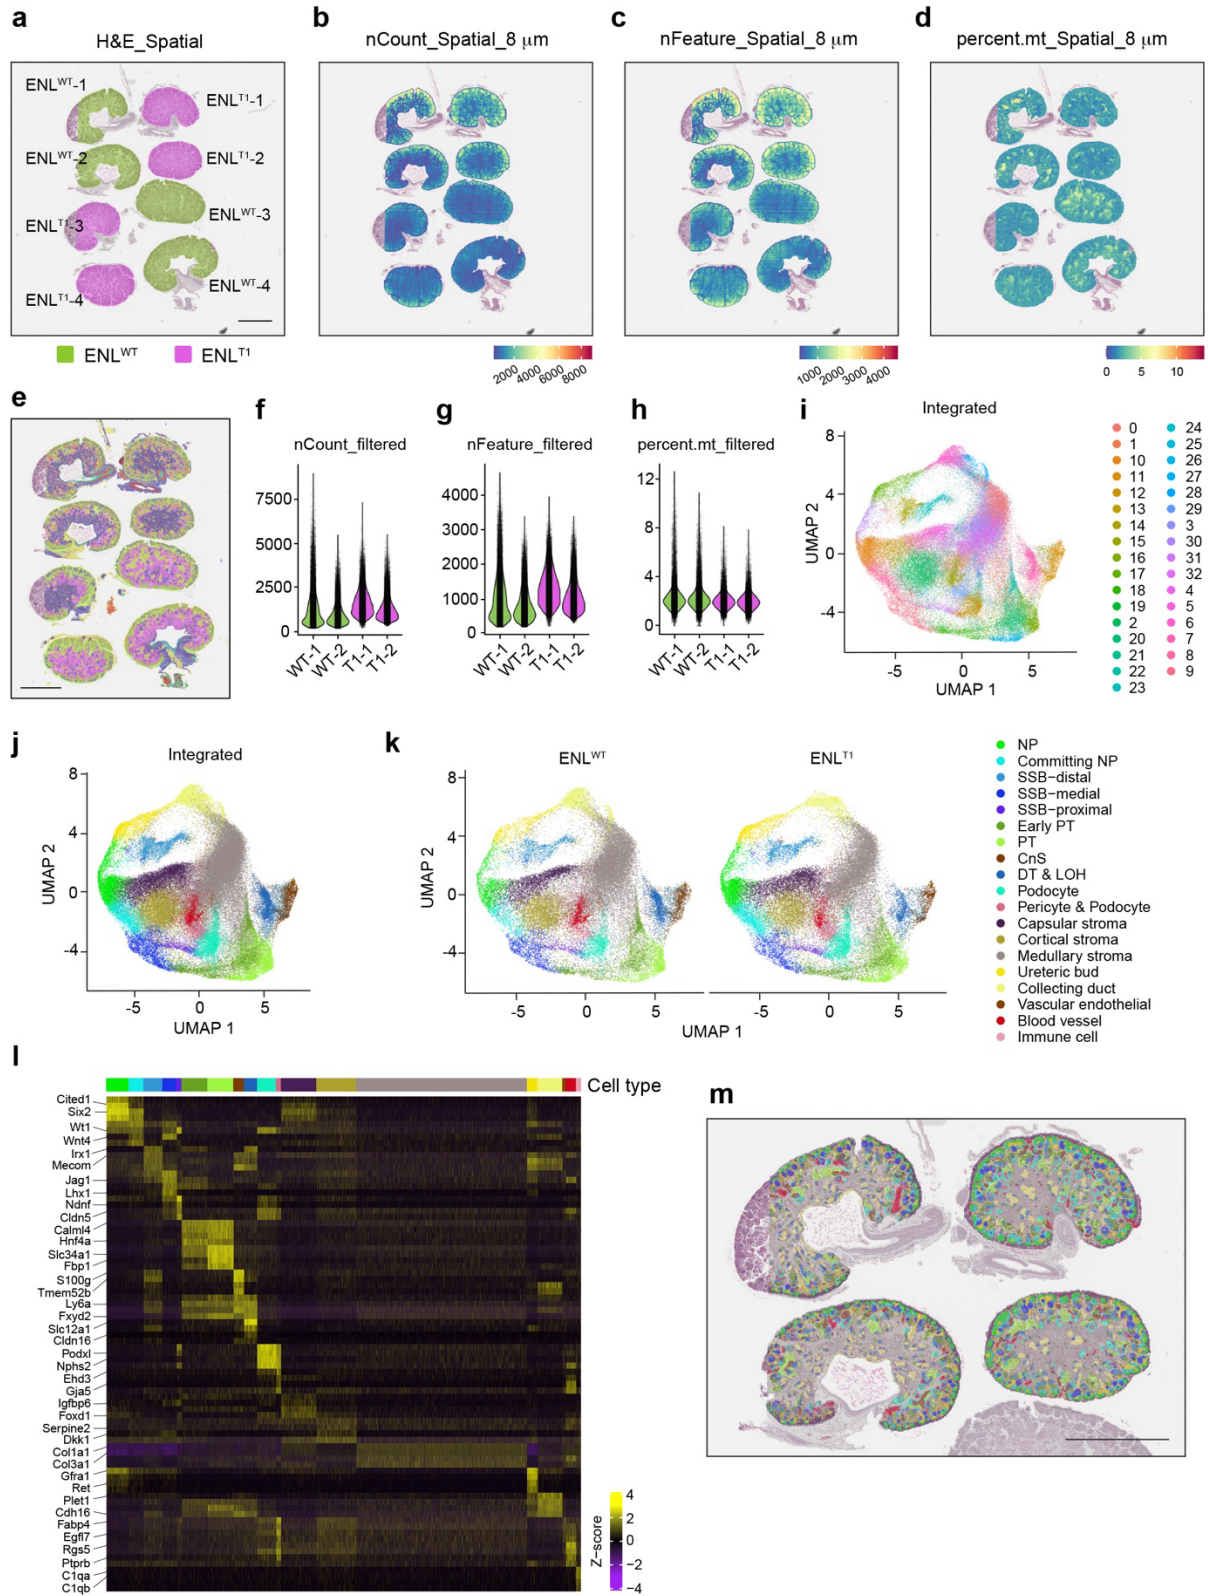 a
H&E_Spatial
ENLWT-1
ENLT1-1
ENLWT-2
ENLT1-2
ENLT1-3
ENLWT-3
ENLT1-4
ENLWT-4
ENLWT
ENLT1
b
nCount_Spatial_8 μm
2000
4000
6000
8000
c
nFeature_Spatial_8 μm
1000
2000
3000
4000
d
percent.mt_Spatial_8 μm
0
5
10
e
f
nCount_filtered
7500
5000
2500
0
WT-1
WT-2
T1-1
T1-2
g
nFeature_filtered
4000
3000
2000
1000
0
WT-1
WT-2
T1-1
T1-2
h
percent.mt_filtered
12
8
4
0
WT-1
WT-2
T1-1
T1-2
i
Integrated
8
4
0
-4
UMAP 2
-5
0
5
UMAP 1
0
1
10
11
12
13
14
15
16
17
18
19
2
20
21
22
23
24
25
26
27
28
29
3
30
31
32
4
5
6
7
8
9
j
Integrated
8
4
0
-4
UMAP 2
-5
0
5
UMAP 1
k
ENLWT
ENLT1
8
4
0
-4
UMAP 2
-5
0
5
-5
0
5
UMAP 1
NP
Committing NP
SSB-distal
SSB-medial
SSB-proximal
Early PT
PT
CnS
DT & LOH
Podocyte
Pericyte & Podocyte
Capsular stroma
Cortical stroma
Medullary stroma
Ureteric bud
Collecting duct
Vascular endothelial
Blood vessel
Immune cell
l
Cell type
Cited1
Six2
Wt1
Wnt4
Irx1
Mecom
Jag1
Lhx1
Ndnf
Cldn5
Calml4
Hnf4a
Slc34a1
Fbp1
S100g
Tmem52b
Ly6a
Fxyd2
Slc12a1
Cldn16
Podxl
Nphs2
Ehd3
Gja5
Igfbp6
Foxd1
Serpine2
Dkk1
Col1a1
Col3a1
Gfra1
Ret
Plet1
Cdh16
Fabp4
Egfl7
Rgs5
Ptprb
C1qa
C1qb
Z-score
4
2
0
−2
−4
m